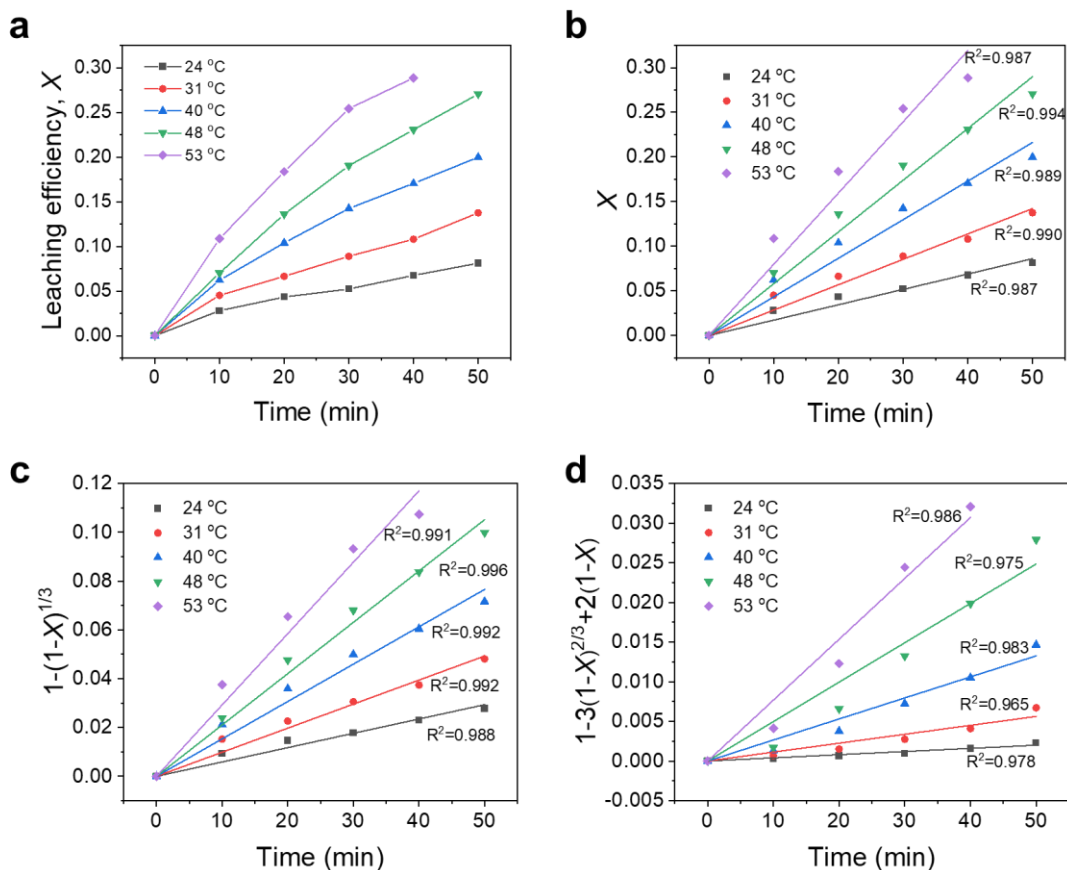 a
Leaching efficiency, X
0.30
0.25
0.20
0.15
0.10
0.05
0.00
24 ºC
31 ºC
40 ºC
48 ºC
53 ºC
0 10 20 30 40 50
Time (min)
b
X
0.30
0.25
0.20
0.15
0.10
0.05
0.00
24 ºC
31 ºC
40 ºC
48 ºC
53 ºC
R²=0.987
R²=0.994
R²=0.989
R²=0.990
R²=0.987
0 10 20 30 40 50
Time (min)
c
1-(1-X)^1/3
0.12
0.10
0.08
0.06
0.04
0.02
0.00
24 ºC
31 ºC
40 ºC
48 ºC
53 ºC
R²=0.991
R²=0.996
R²=0.992
R²=0.992
R²=0.988
0 10 20 30 40 50
Time (min)
d
1-3(1-X)^2/3+2(1-X)
0.035
0.030
0.025
0.020
0.015
0.010
0.005
0.000
-0.005
24 ºC
31 ºC
40 ºC
48 ºC
53 ºC
R²=0.986
R²=0.975
R²=0.983
R²=0.965
R²=0.978
0 10 20 30 40 50
Time (min)